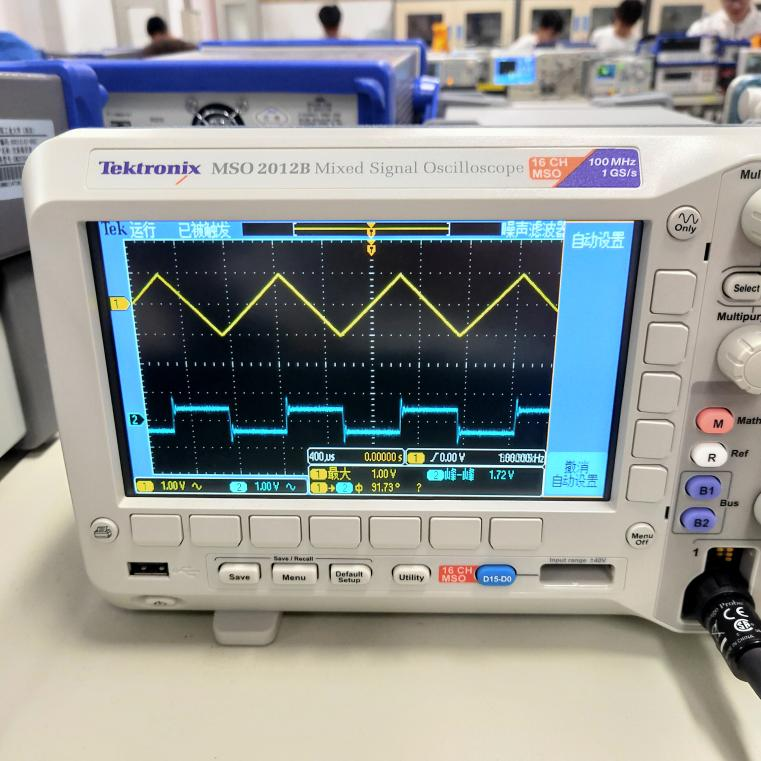 Tektronix MSO 2012B Mixed Signal Oscilloscope 16 CH MSO 100 MHz 1 GS/s
Mul
Only
Tek 运行 已被触发 噪声滤波器
自动设置
1
Select
Multipur
2
400μs 0.00000 s 1 0.00 V
1 最大 1.00 V 2 峰-峰 1.72 V
1 1.00 V 2 1.00 V 1 → 2 ф 91.73° ?
撤消
自动设置
M Math
R Ref
B1
Bus
B2
Menu Off
Save / Recall
Save Menu Default Setup Utility 16 CH MSO D15-D0
Input range ±40V
1